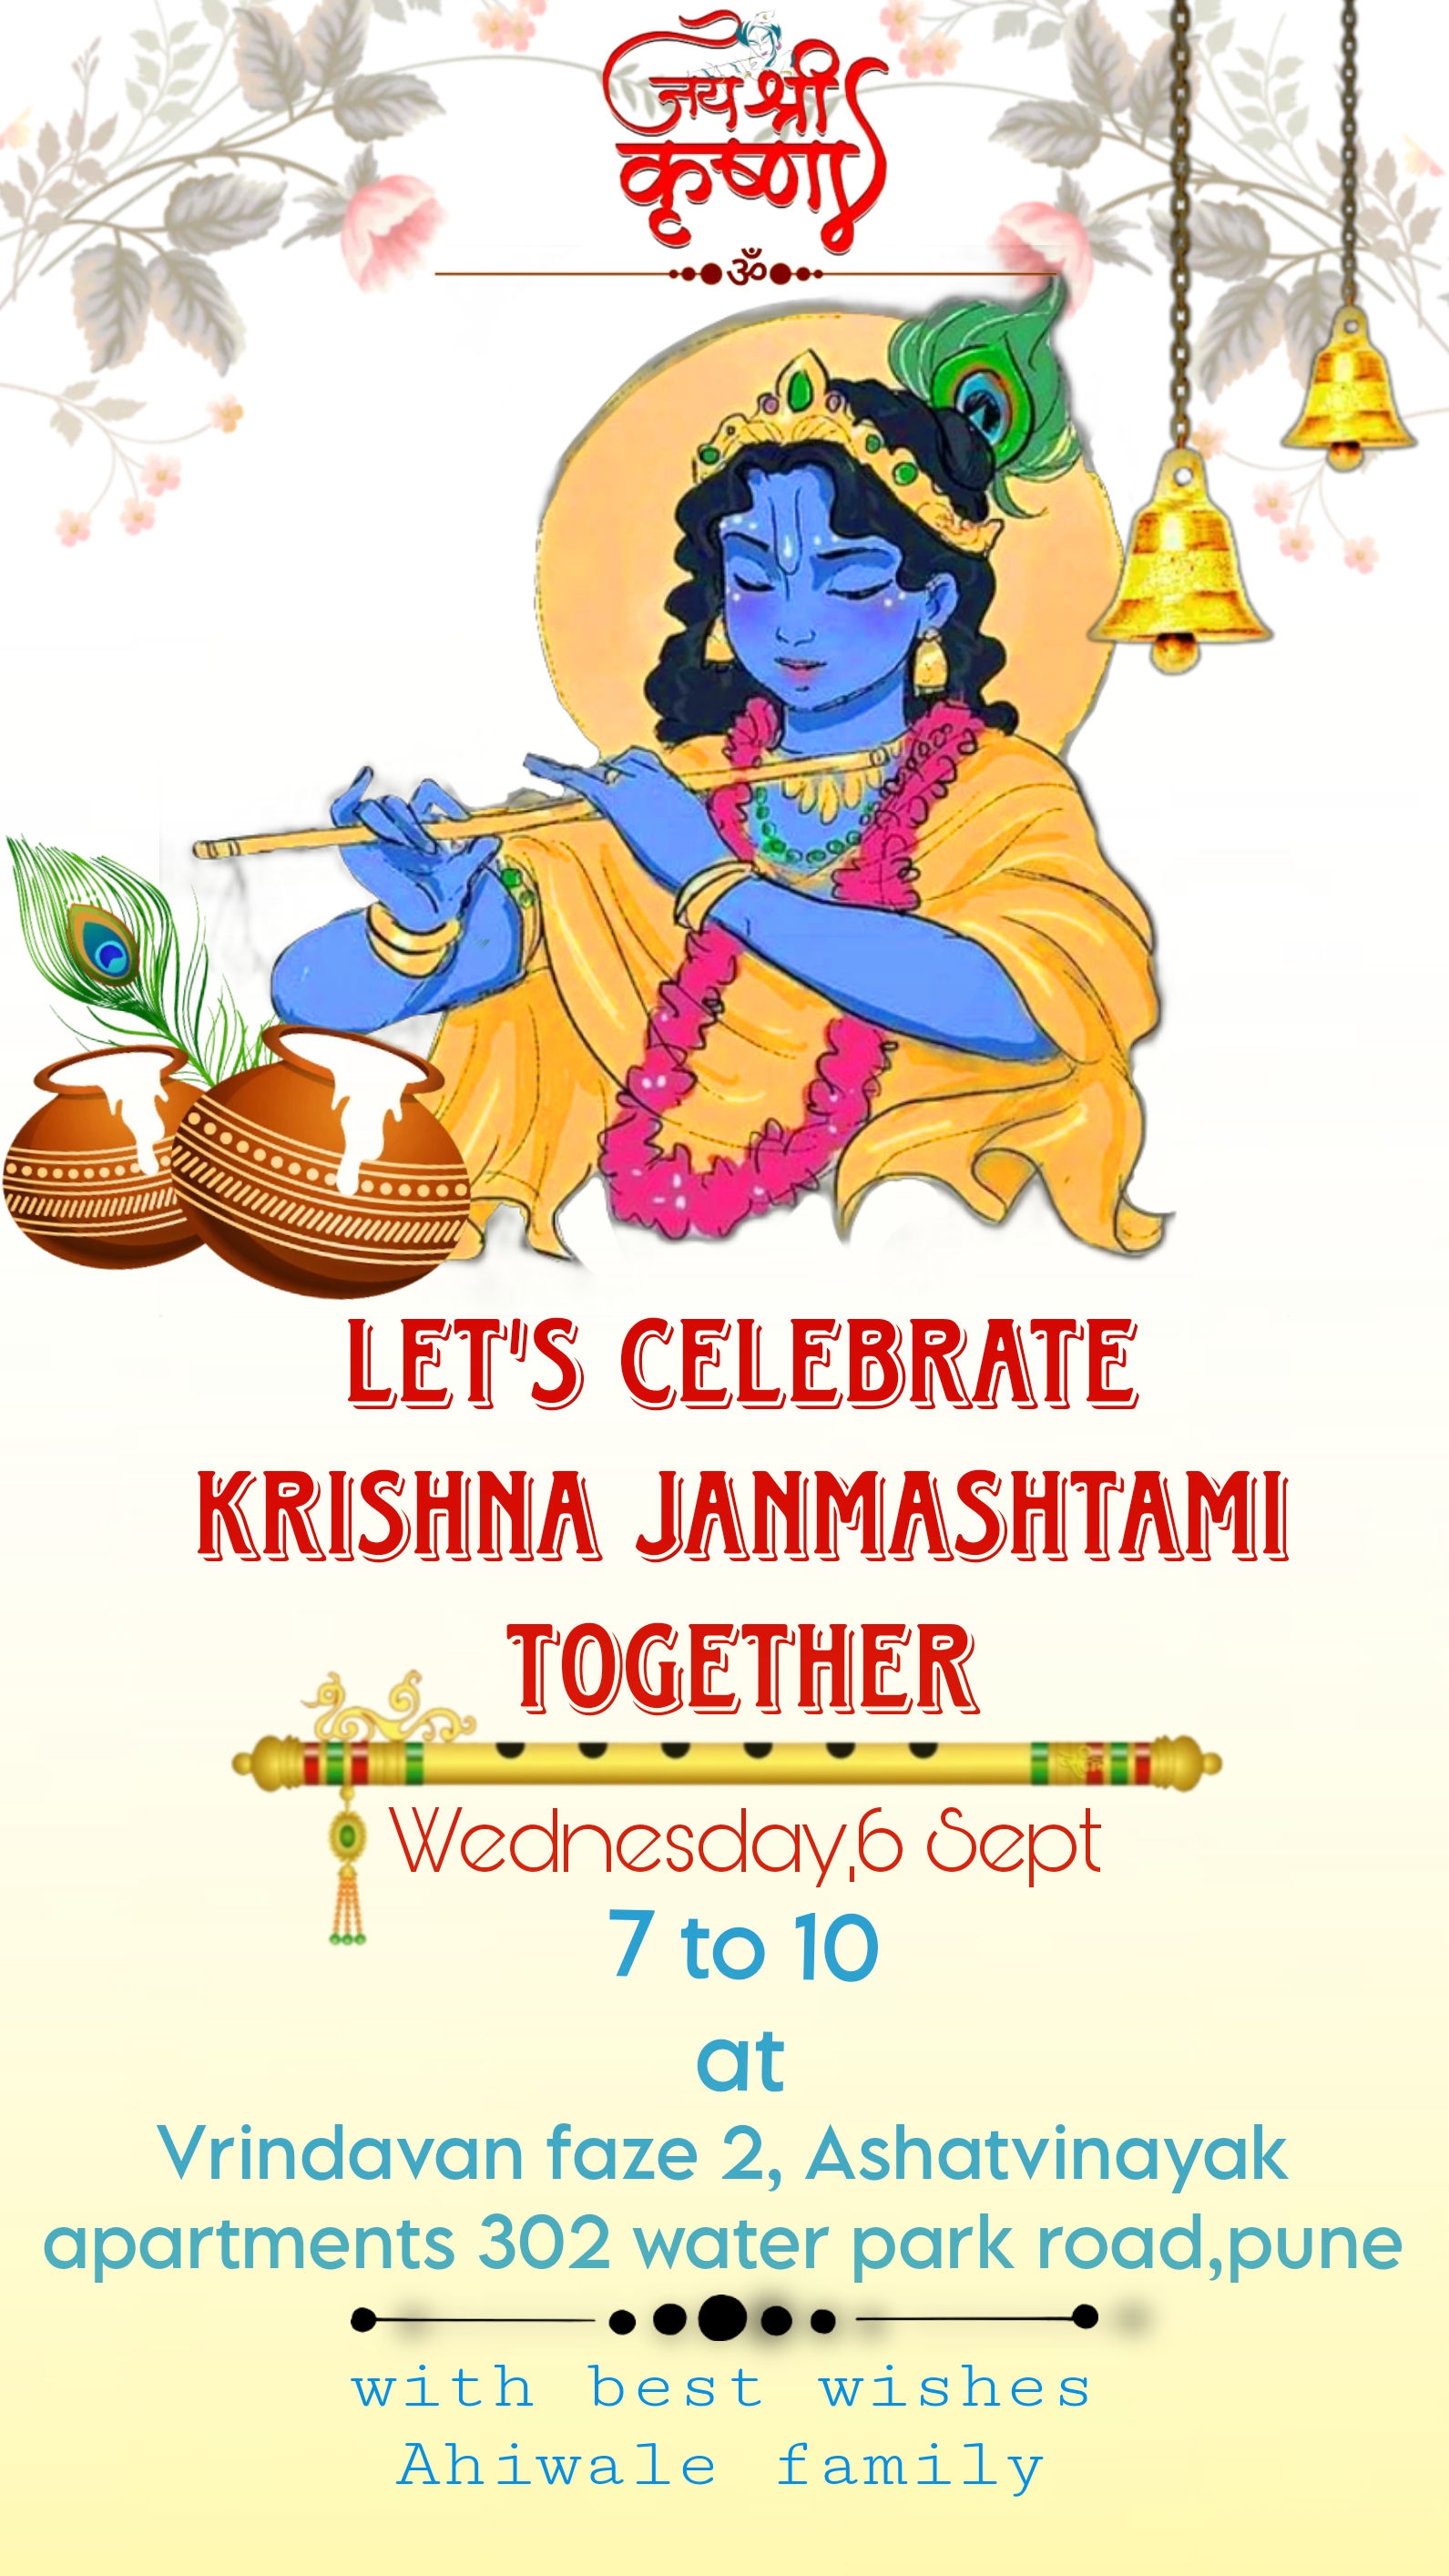 जय श्री
कृष्णा
ॐ
LET'S CELEBRATE
KRISHNA JANMASHTAMI
TOGETHER
Wednesday,6 Sept
7 to 10
at
Vrindavan faze 2, Ashatvinayak
apartments 302 water park road,pune
with best wishes
Ahiwale family